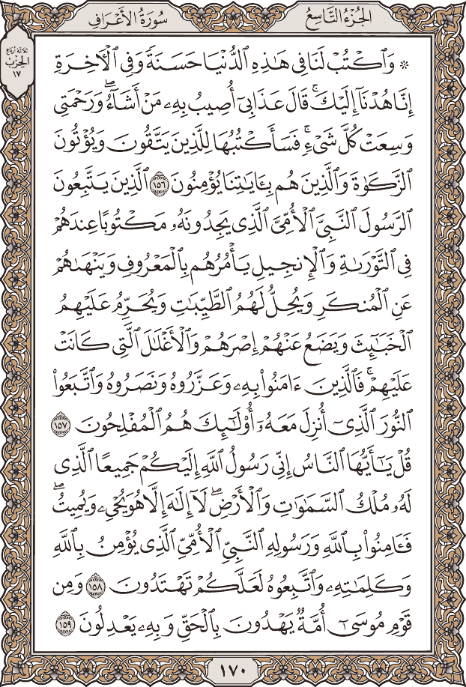 الجزء التاسع
سورة الأعراف
ثلاثة أرباع
الحزب
١٧
۞ وَٱكْتُبْ لَنَا فِى هَٰذِهِ ٱلدُّنْيَا حَسَنَةً وَفِى ٱلْءَاخِرَةِ
إِنَّا هُدْنَآ إِلَيْكَ ۚ قَالَ عَذَابِىٓ أُصِيبُ بِهِۦ مَنْ أَشَآءُ ۖ وَرَحْمَتِى
وَسِعَتْ كُلَّ شَىْءٍ ۚ فَسَأَكْتُبُهَا لِلَّذِينَ يَتَّقُونَ وَيُؤْتُونَ
ٱلزَّكَوٰةَ وَٱلَّذِينَ هُم بِـَٔايَٰتِنَا يُؤْمِنُونَ ١٥٦ ٱلَّذِينَ يَتَّبِعُونَ
ٱلرَّسُولَ ٱلنَّبِىَّ ٱلْأُمِّىَّ ٱلَّذِى يَجِدُونَهُۥ مَكْتُوبًا عِندَهُمْ
فِى ٱلتَّوْرَىٰةِ وَٱلْإِنجِيلِ يَأْمُرُهُم بِٱلْمَعْرُوفِ وَيَنْهَىٰهُمْ
عَنِ ٱلْمُنكَرِ وَيُحِلُّ لَهُمُ ٱلطَّيِّبَٰتِ وَيُحَرِّمُ عَلَيْهِمُ
ٱلْخَبَٰٓئِثَ وَيَضَعُ عَنْهُمْ إِصْرَهُمْ وَٱلْأَغْلَٰلَ ٱلَّتِى كَانَتْ
عَلَيْهِمْ ۚ فَٱلَّذِينَ ءَامَنُوا۟ بِهِۦ وَعَزَّرُوهُ وَنَصَرُوهُ وَٱتَّبَعُوا۟
ٱلنُّورَ ٱلَّذِىٓ أُنزِلَ مَعَهُۥٓ ۙ أُو۟لَٰٓئِكَ هُمُ ٱلْمُفْلِحُونَ ١٥٧
قُلْ يَٰٓأَيُّهَا ٱلنَّاسُ إِنِّى رَسُولُ ٱللَّهِ إِلَيْكُمْ جَمِيعًا ٱلَّذِى
لَهُۥ مُلْكُ ٱلسَّمَٰوَٰتِ وَٱلْأَرْضِ ۖ لَآ إِلَٰهَ إِلَّا هُوَ يُحْىِۦ وَيُمِيتُ ۖ
فَـَٔامِنُوا۟ بِٱللَّهِ وَرَسُولِهِ ٱلنَّبِىِّ ٱلْأُمِّىِّ ٱلَّذِى يُؤْمِنُ بِٱللَّهِ
وَكَلِمَٰتِهِۦ وَٱتَّبِعُوهُ لَعَلَّكُمْ تَهْتَدُونَ ١٥٨ وَمِن
قَوْمِ مُوسَىٰٓ أُمَّةٌ يَهْدُونَ بِٱلْحَقِّ وَبِهِۦ يَعْدِلُونَ ١٥٩
١٧٠